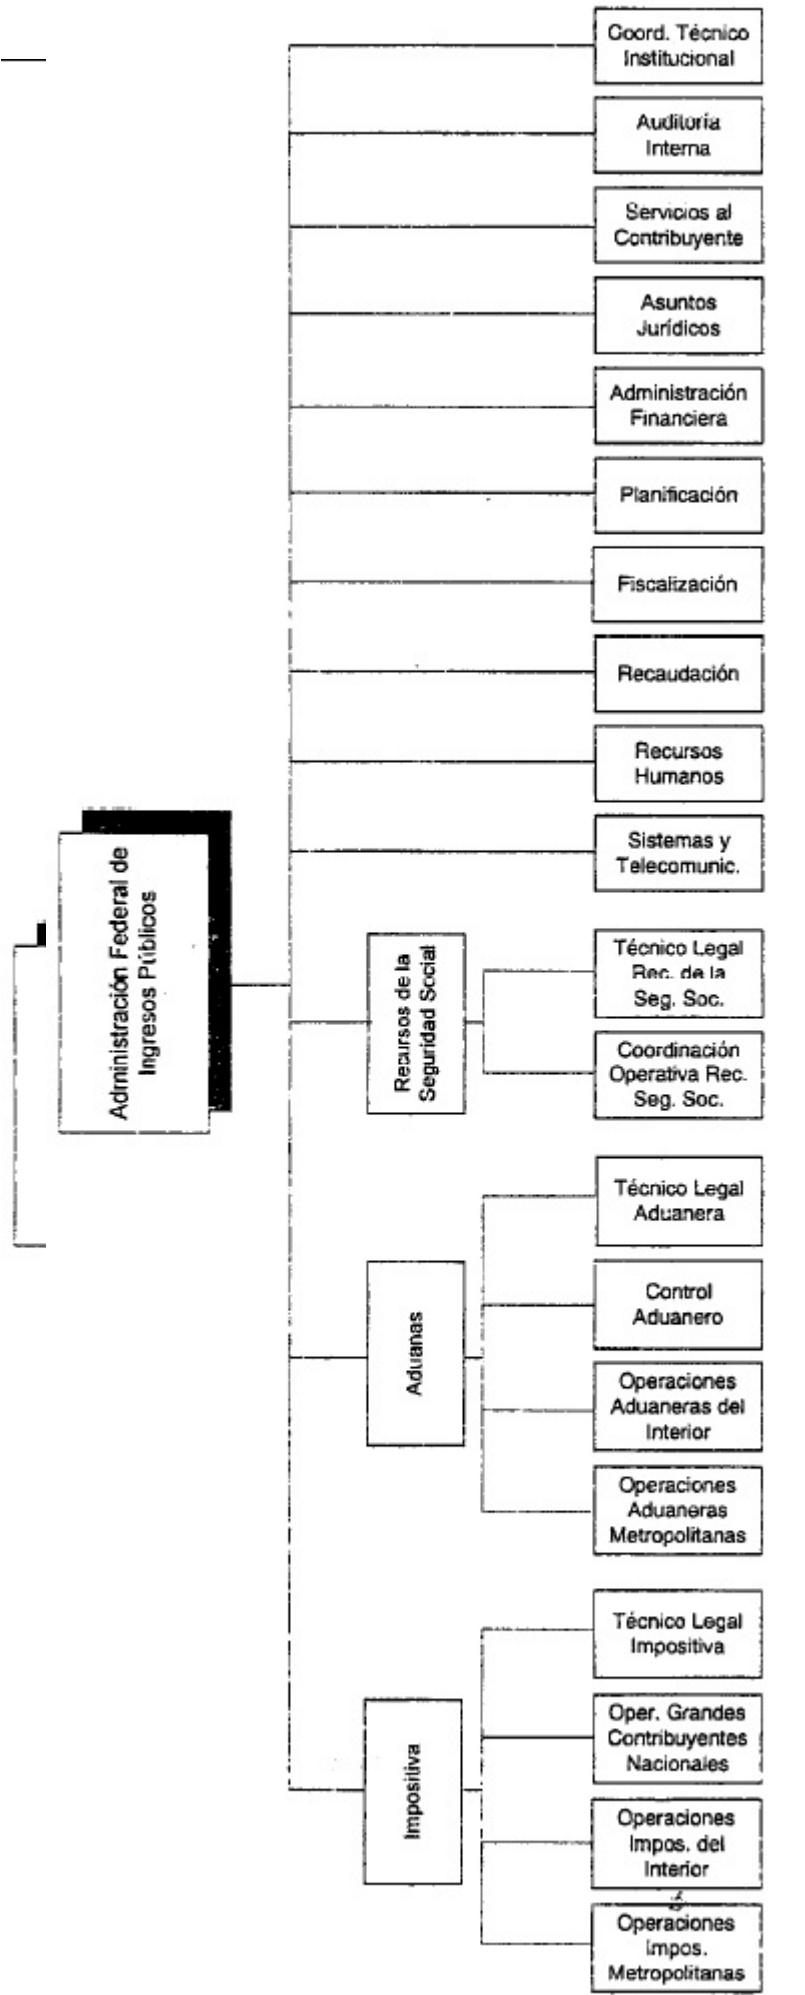 Coord. Técnico
Institucional
Auditoría
Interna
Servicios al
Contribuyente
Asuntos
Jurídicos
Administración
Financiera
Planificación
Fiscalización
Recaudación
Recursos
Humanos
Sistemas y
Telecomunic.
Administración Federal de
Ingresos Públicos
Recursos de la
Seguridad Social
Técnico Legal
Rec. de la
Seg. Soc.
Coordinación
Operativa Rec.
Seg. Soc.
Aduanas
Técnico Legal
Aduanera
Control
Aduanero
Operaciones
Aduaneras del
Interior
Operaciones
Aduaneras
Metropolitanas
Impositiva
Técnico Legal
Impositiva
Oper. Grandes
Contribuyentes
Nacionales
Operaciones
Impos. del
Interior
Operaciones
Impos.
Metropolitanas